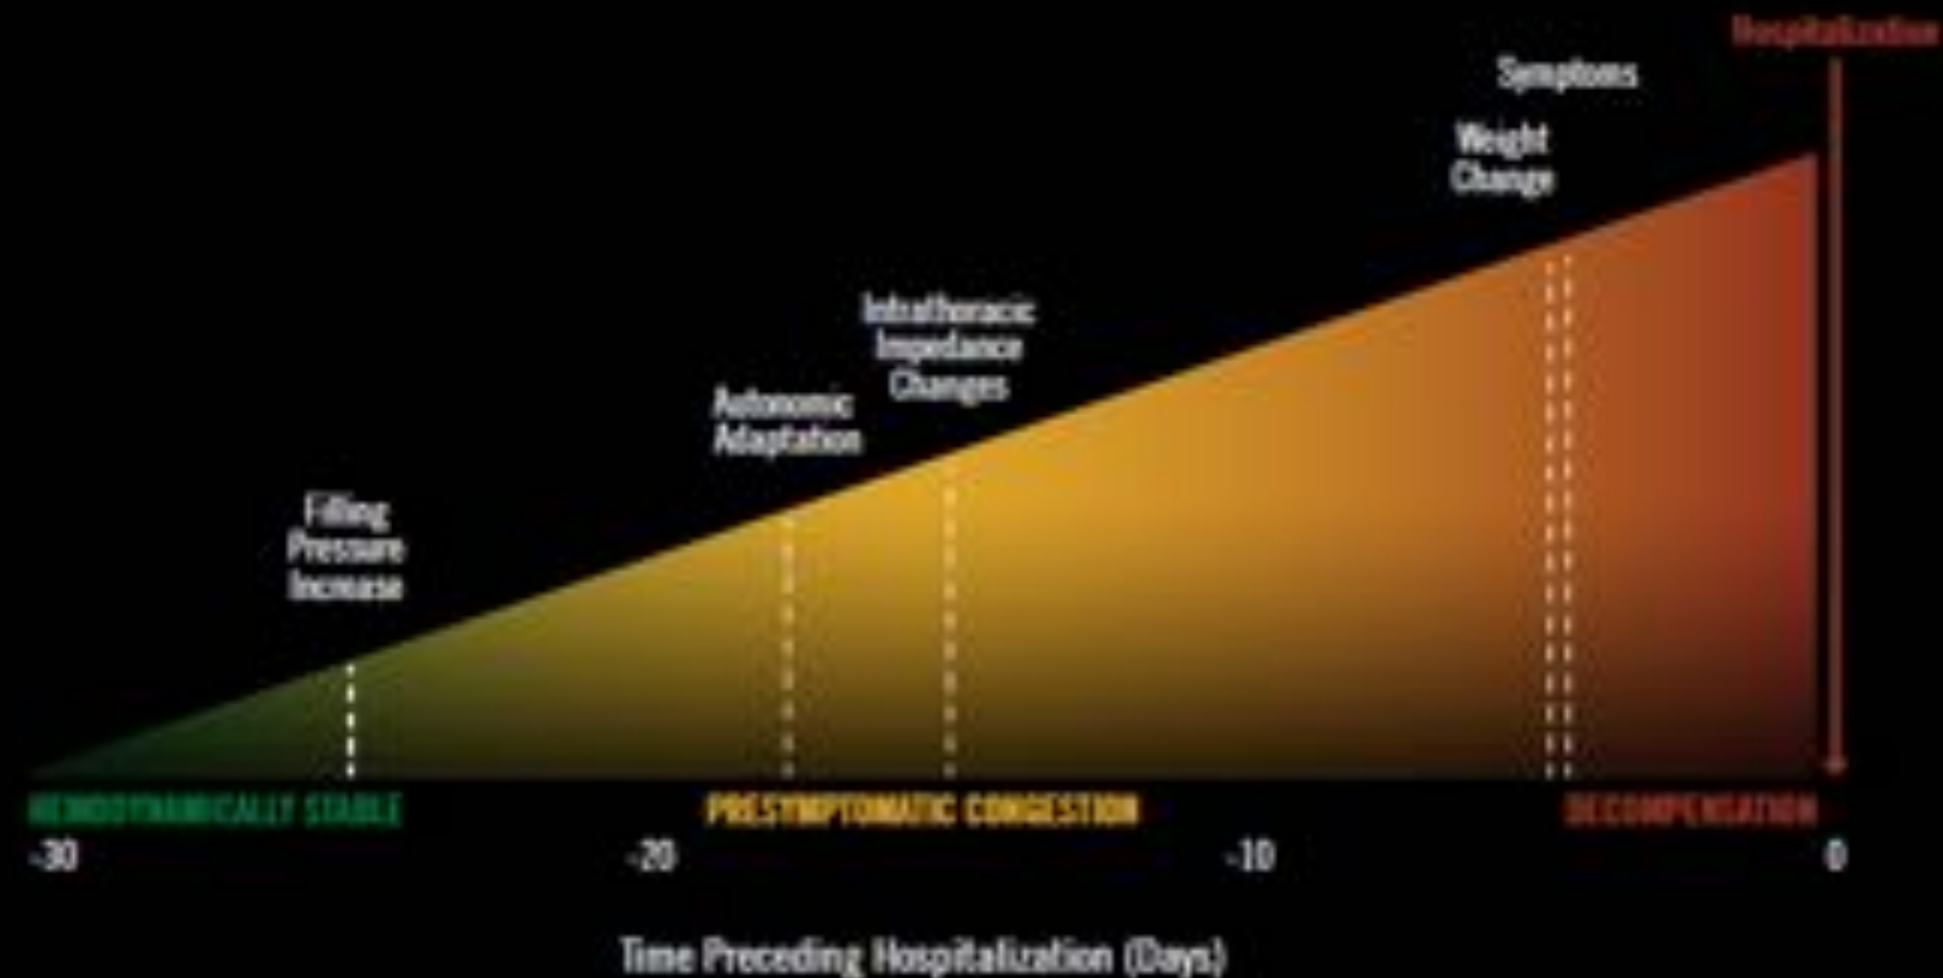 Hospitalization
Symptoms
Weight
Change
Intrathoracic
Impedance
Changes
Autonomic
Adaptation
Filling
Pressure
Increase
HEMODYNAMICALLY STABLE
PRESYMPTOMATIC CONGESTION
DECOMPENSATION
-30
-20
-10
0
Time Preceding Hospitalization (Days)